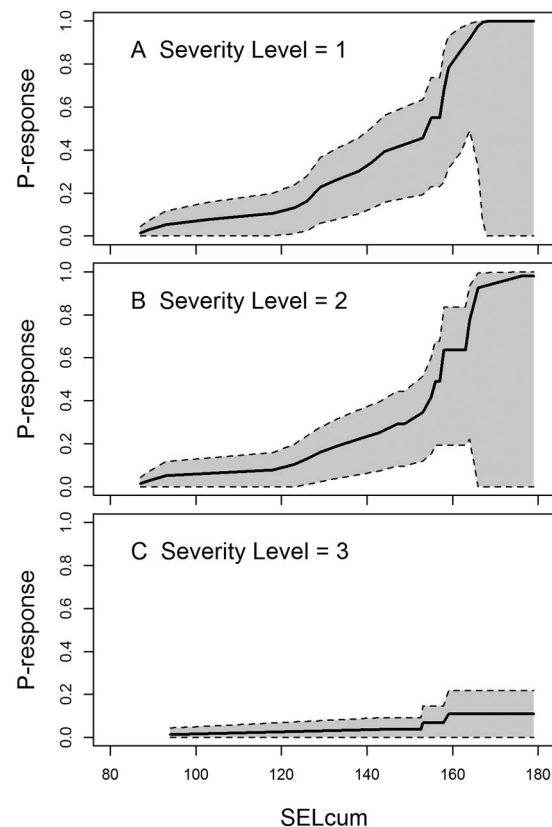 A Severity Level = 1
P-response
0.0 0.2 0.4 0.6 0.8 1.0
B Severity Level = 2
P-response
0.0 0.2 0.4 0.6 0.8 1.0
C Severity Level = 3
P-response
0.0 0.2 0.4 0.6 0.8 1.0
80 100 120 140 160 180
SELcum